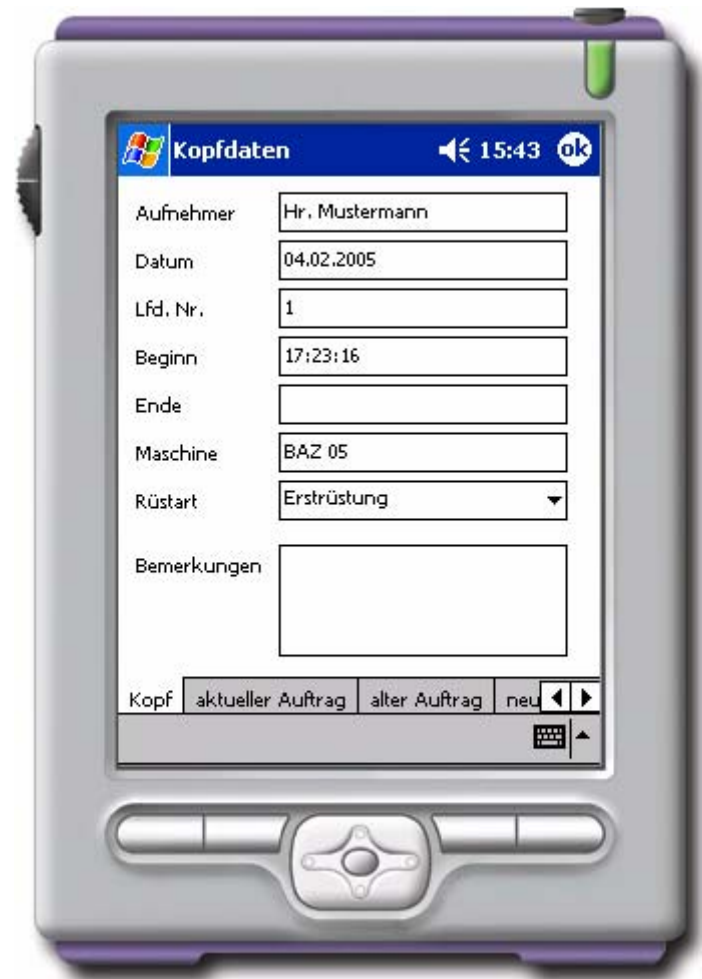 Kopfdaten 15:43 ok
Aufnehmer Hr. Mustermann
Datum 04.02.2005
Lfd. Nr. 1
Beginn 17:23:16
Ende
Maschine BAZ 05
Rüstart Erstrüstung
Bemerkungen
Kopf aktueller Auftrag alter Auftrag neu